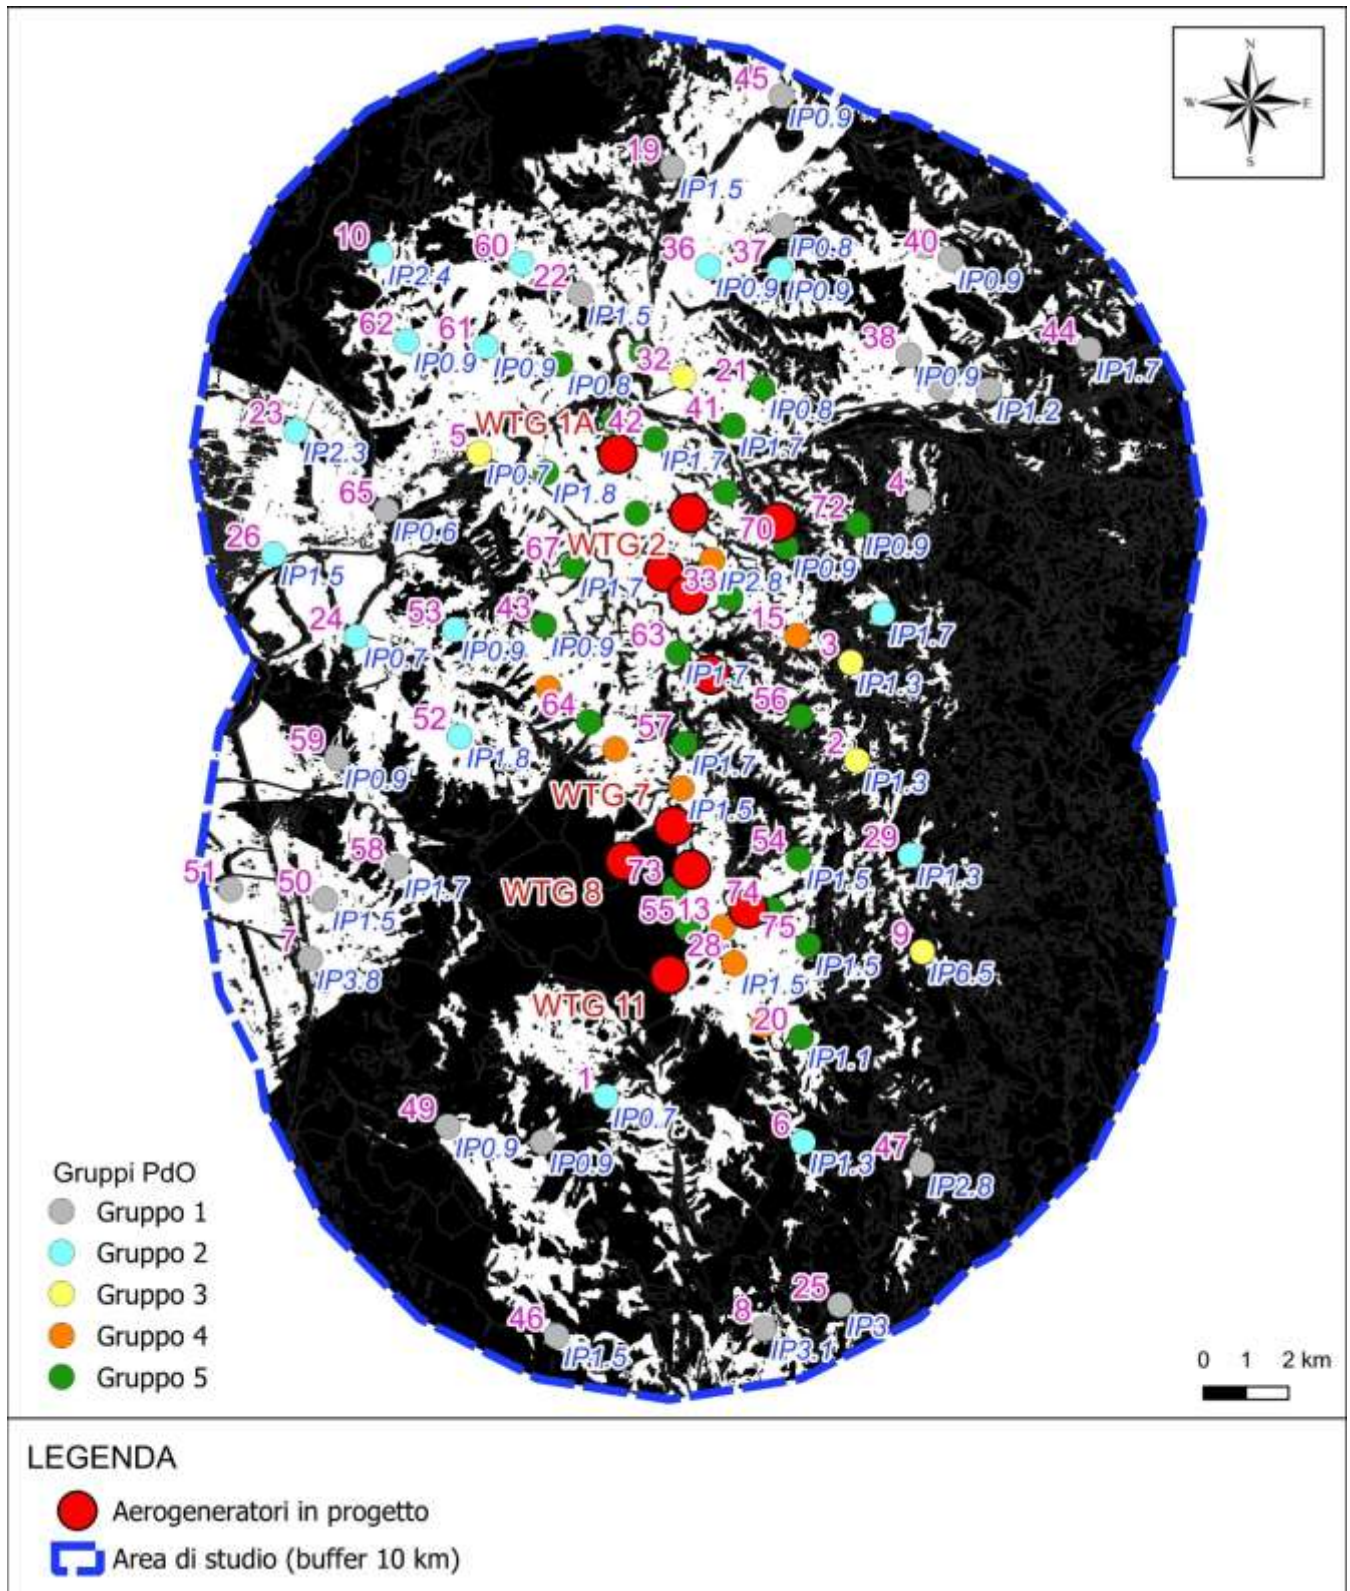 N
W E
S
45
IP0.9
19
IP1.5
10
IP2.4
60
22
IP1.5
36
IP0.9
37
IP0.8
IP0.9
40
IP0.9
62
IP0.9
61
IP0.9
IP0.8
32
21
IP0.8
38
IP0.9
IP1.2
44
IP1.7
23
IP2.3
5
IP0.7
WTG 1A
42
IP1.7
41
IP1.7
IP1.8
65
IP0.6
4
72
IP0.9
70
IP0.9
26
IP1.5
67
IP1.7
WTG 2
33
IP2.8
24
IP0.7
53
IP0.9
43
IP0.9
63
IP1.7
15
3
IP1.3
IP1.7
52
IP1.8
64
57
IP1.7
56
2
IP1.3
59
IP0.9
WTG 7
IP1.5
58
IP1.7
51
50
IP1.5
7
IP3.8
WTG 8
73
54
IP1.5
29
IP1.3
74
55
13
75
IP1.5
28
IP1.5
9
IP6.5
WTG 11
20
IP1.1
1
IP0.7
49
IP0.9
IP0.9
6
IP1.3
47
IP2.8
46
IP1.5
8
IP3.1
25
IP3
Gruppi PdO
Gruppo 1
Gruppo 2
Gruppo 3
Gruppo 4
Gruppo 5
0 1 2 km
LEGENDA
Aerogeneratori in progetto
Area di studio (buffer 10 km)